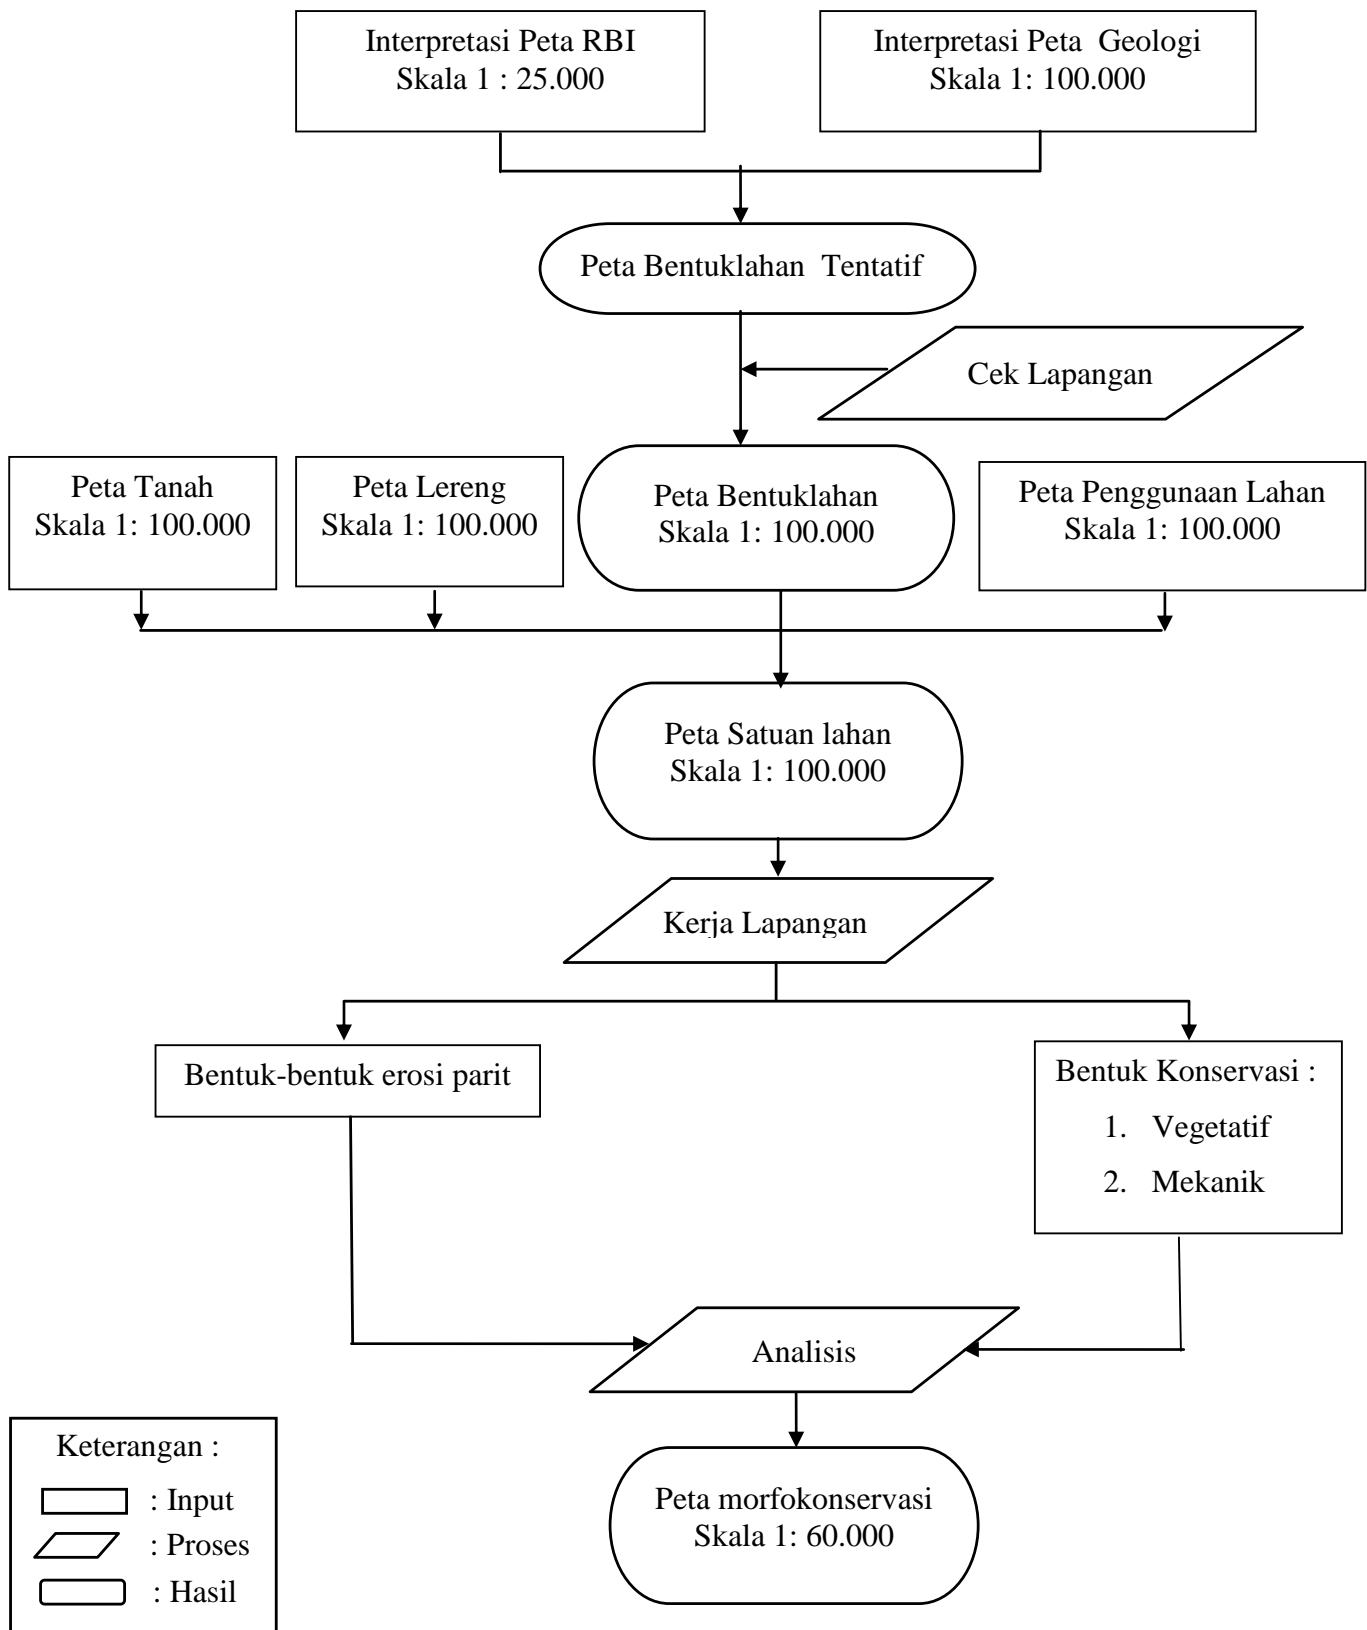 Interpretasi Peta RBI
Skala 1 : 25.000
Interpretasi Peta Geologi
Skala 1: 100.000
Peta Bentuklahan Tentatif
Cek Lapangan
Peta Tanah
Skala 1: 100.000
Peta Lereng
Skala 1: 100.000
Peta Bentuklahan
Skala 1: 100.000
Peta Penggunaan Lahan
Skala 1: 100.000
Peta Satuan lahan
Skala 1: 100.000
Kerja Lapangan
Bentuk-bentuk erosi parit
Bentuk Konservasi :
1. Vegetatif
2. Mekanik
Analisis
Peta morfokonservasi
Skala 1: 60.000
Keterangan :
: Input
: Proses
: Hasil